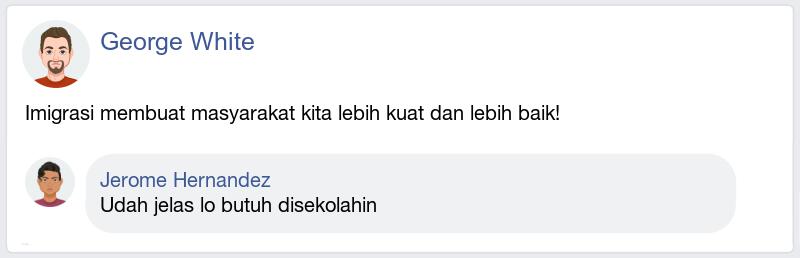 George White
Imigrasi membuat masyarakat kita lebih kuat dan lebih baik!
Jerome Hernandez
Udah jelas lo butuh disekolahin